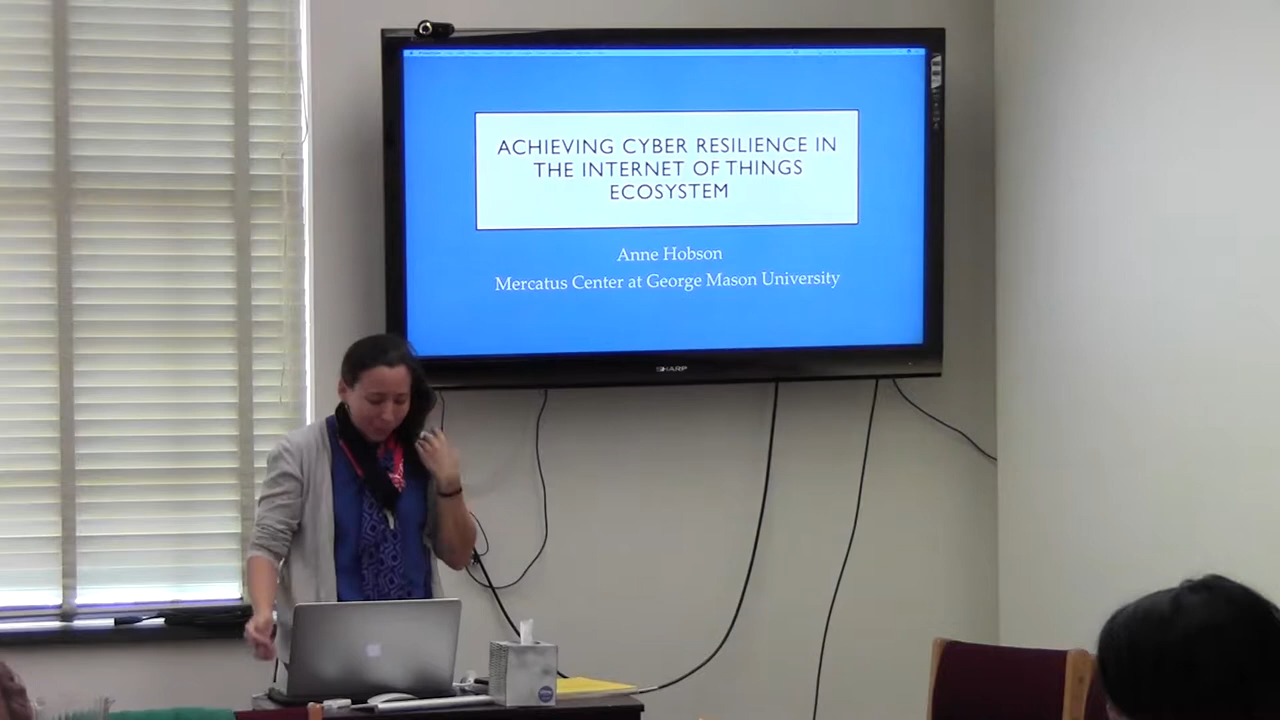 ACHIEVING CYBER RESILIENCE IN
THE INTERNET OF THINGS
ECOSYSTEM
Anne Hobson
Mercatus Center at George Mason University
SHARP